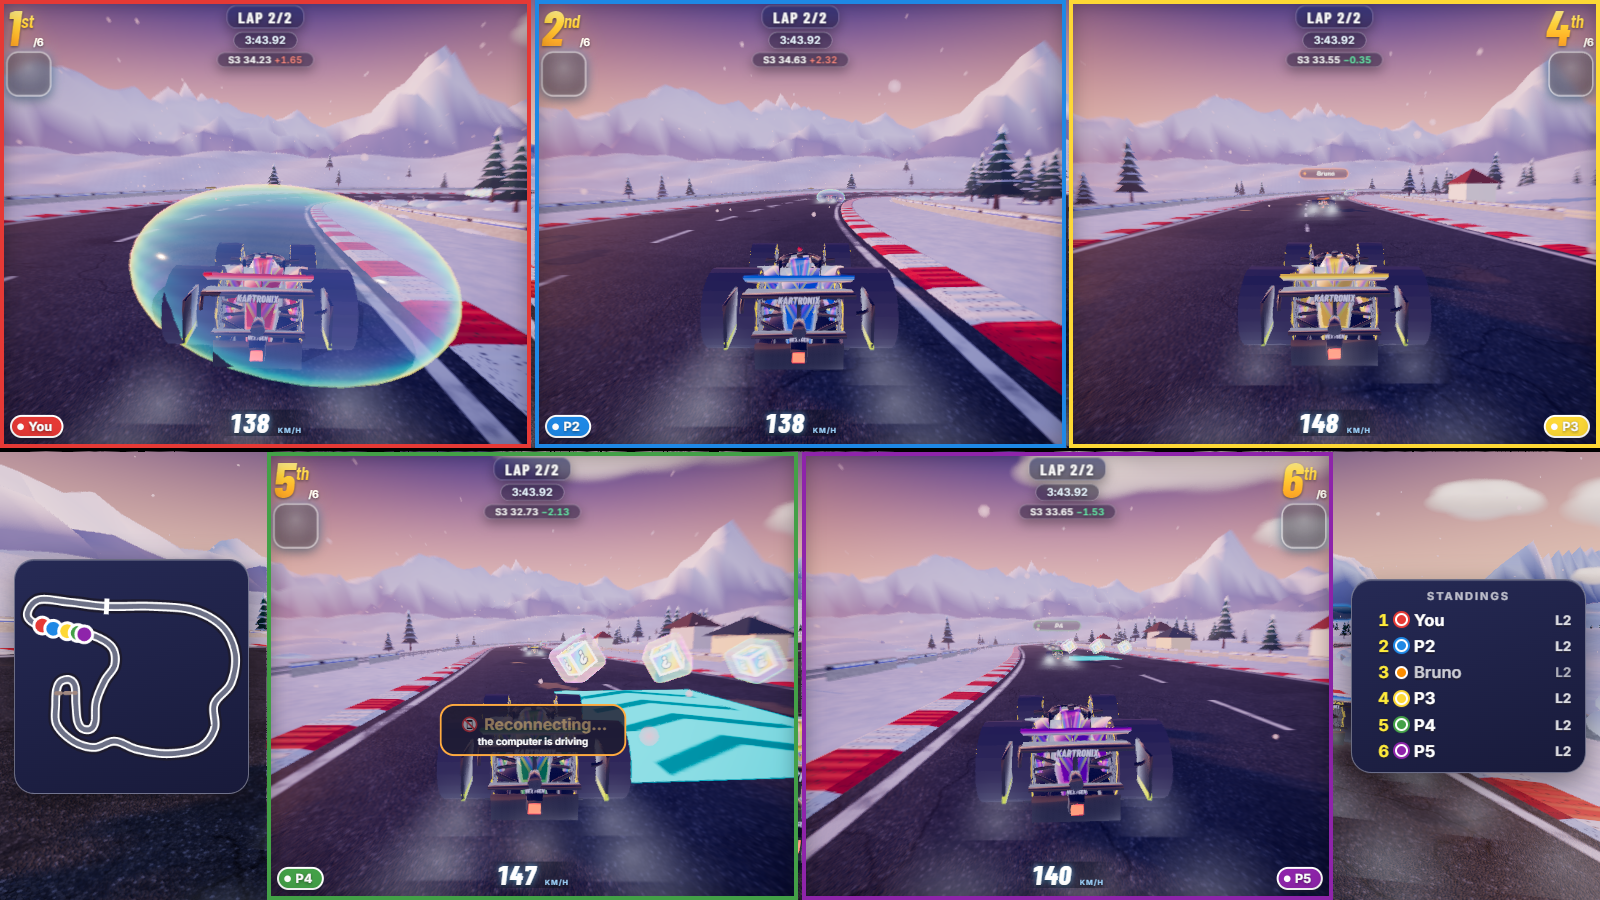 1st
/6
LAP 2/2
3:43.92
S3 34.23 +1.65
KARTRONIX
You
138 KM/H
2nd
/6
LAP 2/2
3:43.92
S3 34.63 +2.32
KARTRONIX
P2
138 KM/H
4th
/6
LAP 2/2
3:43.92
S3 33.55 −0.35
Bruno
KARTRONIX
148 KM/H
P3
5th
/6
LAP 2/2
3:43.92
S3 32.73 −2.13
?
?
?
Reconnecting...
the computer is driving
P4
147 KM/H
6th
/6
LAP 2/2
3:43.92
S3 33.65 −1.53
P4
KARTRONIX
140 KM/H
P5
STANDINGS
1 You L2
2 P2 L2
3 Bruno L2
4 P3 L2
5 P4 L2
6 P5 L2